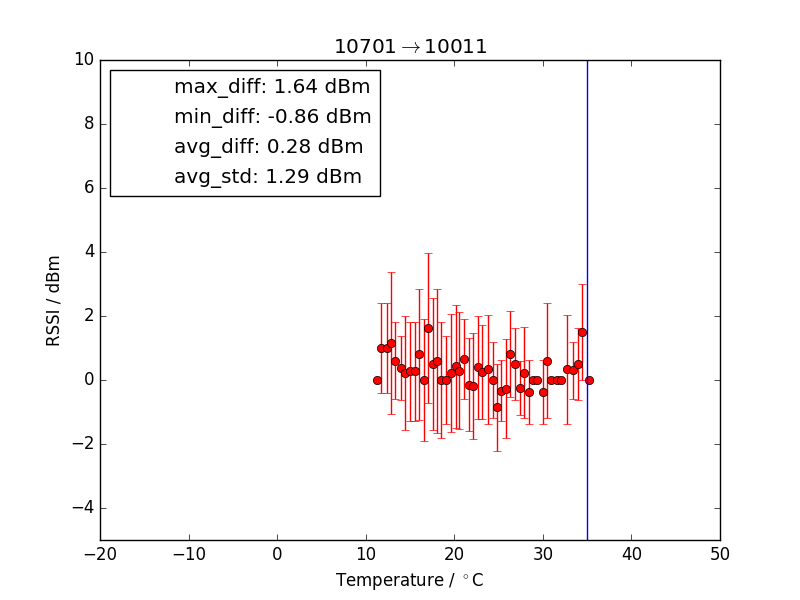 10701→10011
max_diff: 1.64 dBm
min_diff: -0.86 dBm
avg_diff: 0.28 dBm
avg_std: 1.29 dBm
RSSI / dBm
10
8
6
4
2
0
−2
−4
−20 −10 0 10 20 30 40 50
Temperature / °C